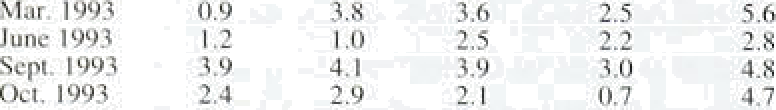 Mar. 1993 0.9 3.8 3.6 2.5 5.6
June 1993 1.2 1.0 2.5 2.2 2.8
Sept. 1993 3.9 4.1 3.9 3.0 4.8
Oct. 1993 2.4 2.9 2.1 0.7 4.7